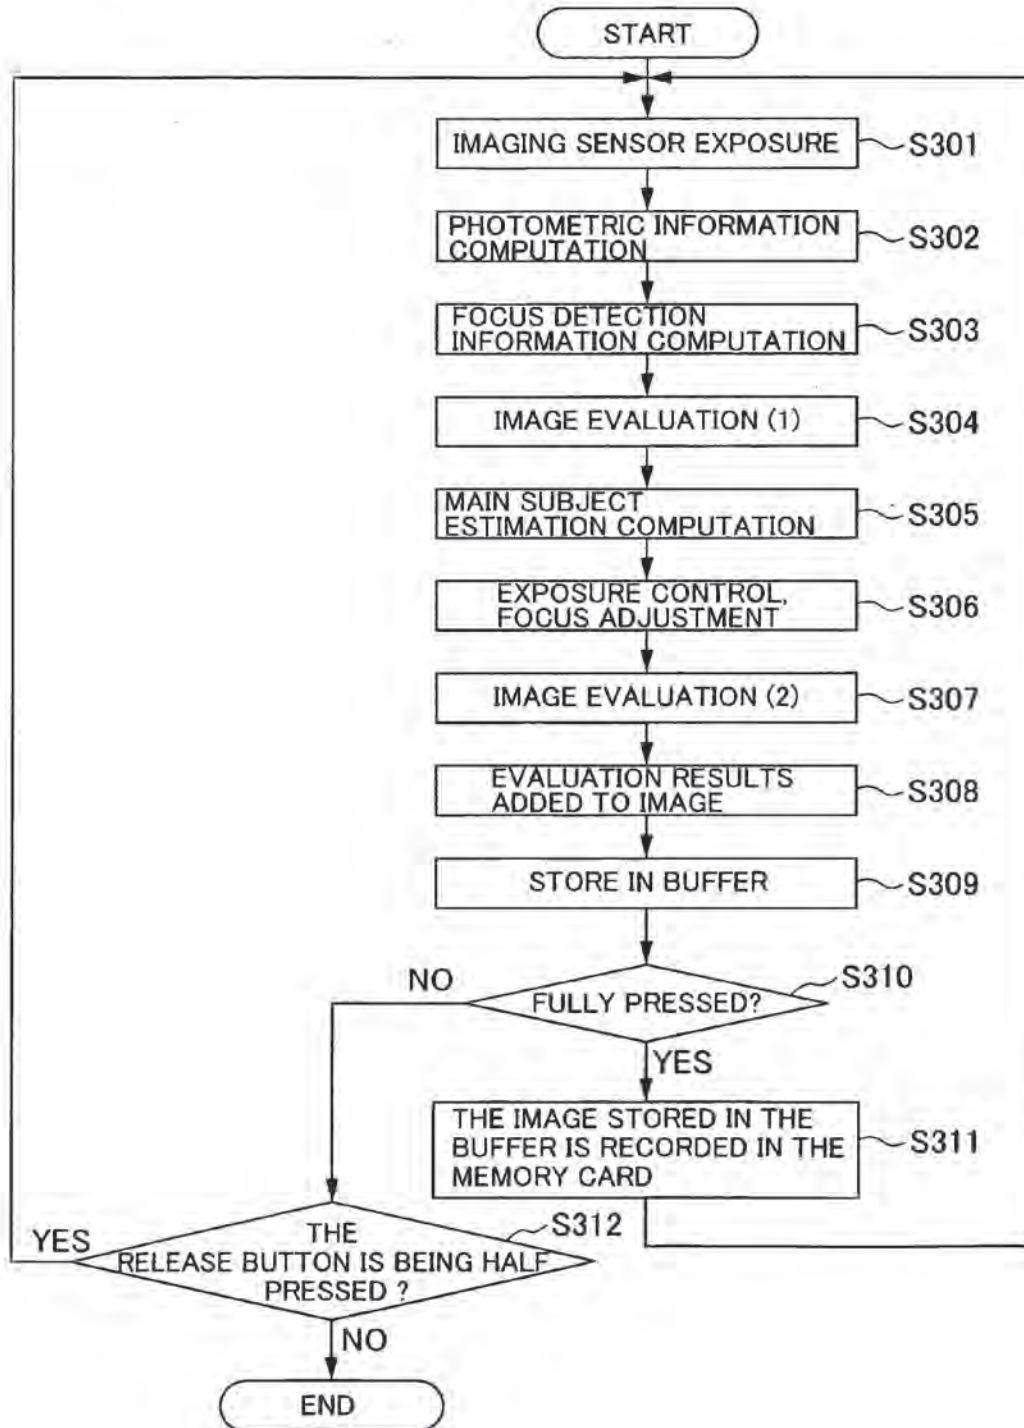 START
IMAGING SENSOR EXPOSURE
S301
PHOTOMETRIC INFORMATION
COMPUTATION
S302
FOCUS DETECTION
INFORMATION COMPUTATION
S303
IMAGE EVALUATION (1)
S304
MAIN SUBJECT
ESTIMATION COMPUTATION
S305
EXPOSURE CONTROL,
FOCUS ADJUSTMENT
S306
IMAGE EVALUATION (2)
S307
EVALUATION RESULTS
ADDED TO IMAGE
S308
STORE IN BUFFER
S309
NO
FULLY PRESSED?
S310
YES
THE IMAGE STORED IN THE
BUFFER IS RECORDED IN THE
MEMORY CARD
S311
YES
THE
RELEASE BUTTON IS BEING HALF
PRESSED ?
S312
NO
END